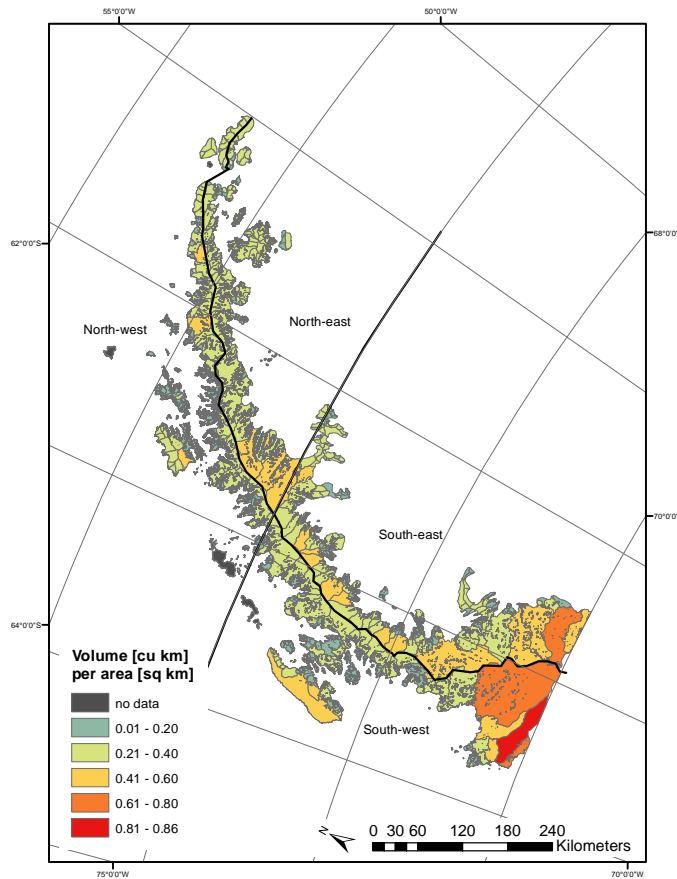 55°0'0"W
50°0'0"W
68°0'0"S
62°0'0"S
North-east
North-west
70°0'0"S
South-east
64°0'0"S
Volume [cu km]
per area [sq km]
no data
0.01 - 0.20
0.21 - 0.40
0.41 - 0.60
0.61 - 0.80
0.81 - 0.86
South-west
N
0 30 60 120 180 240
Kilometers
75°0'0"W
70°0'0"W